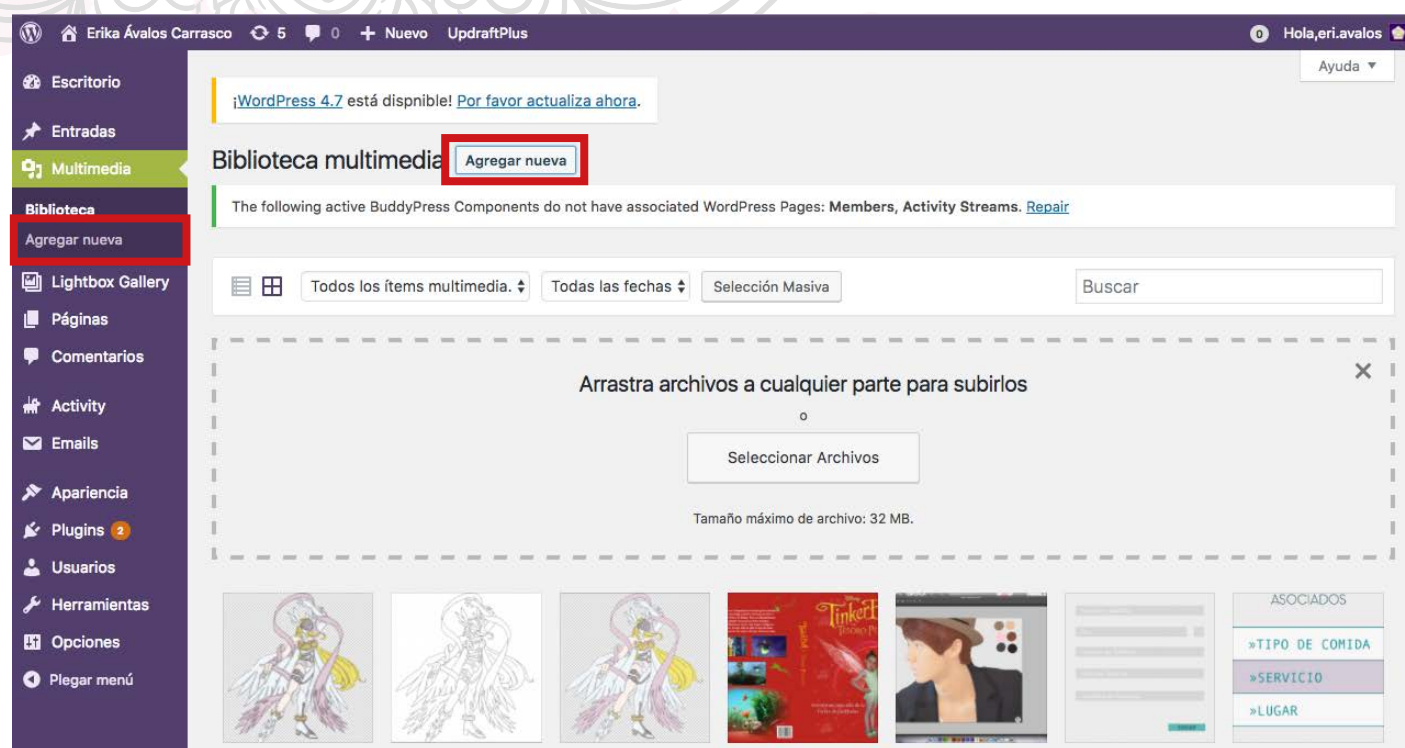 Erika Ávalos Carrasco 5 0 + Nuevo UpdraftPlus 0 Hola,eri.avalos
Ayuda
Escritorio
Entradas
Multimedia
Biblioteca
Agregar nueva
Lightbox Gallery
Páginas
Comentarios
Activity
Emails
Apariencia
Plugins 2
Usuarios
Herramientas
Opciones
Plegar menú
¡WordPress 4.7 está dispnible! Por favor actualiza ahora.
Biblioteca multimedia Agregar nueva
The following active BuddyPress Components do not have associated WordPress Pages: Members, Activity Streams. Repair
Todos los ítems multimedia. Todas las fechas Selección Masiva Buscar
Arrastra archivos a cualquier parte para subirlos
o
Seleccionar Archivos
Tamaño máximo de archivo: 32 MB.
ASOCIADOS
»TIPO DE COMIDA
»SERVICIO
»LUGAR